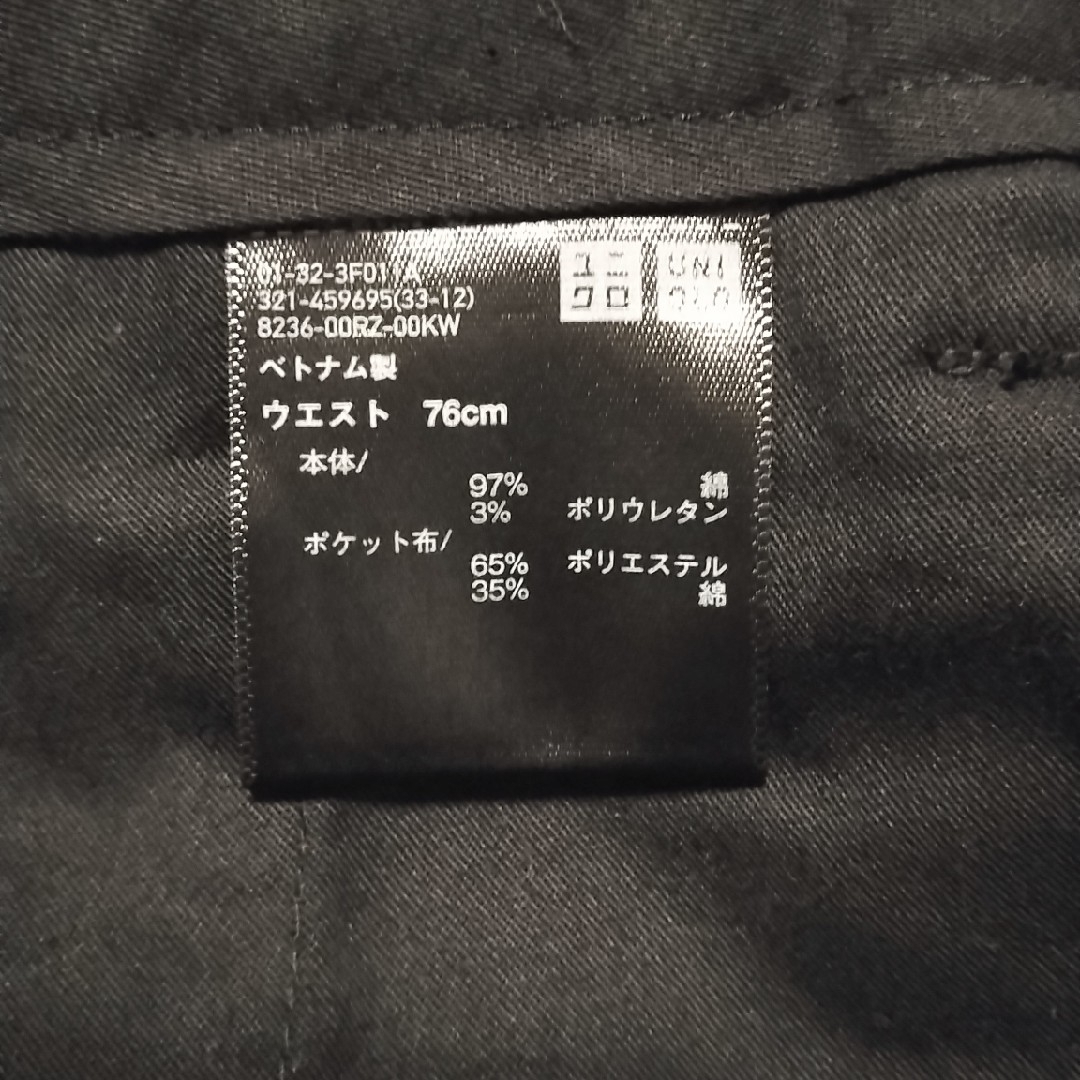 01-32-3F011A
321-459695(33-12)
8236-00RZ-00KW
ユニ
クロ
UNI
QLO
ベトナム製
ウエスト 76cm
本体/
97% 綿
3% ポリウレタン
ポケット布/
65% ポリエステル
35% 綿